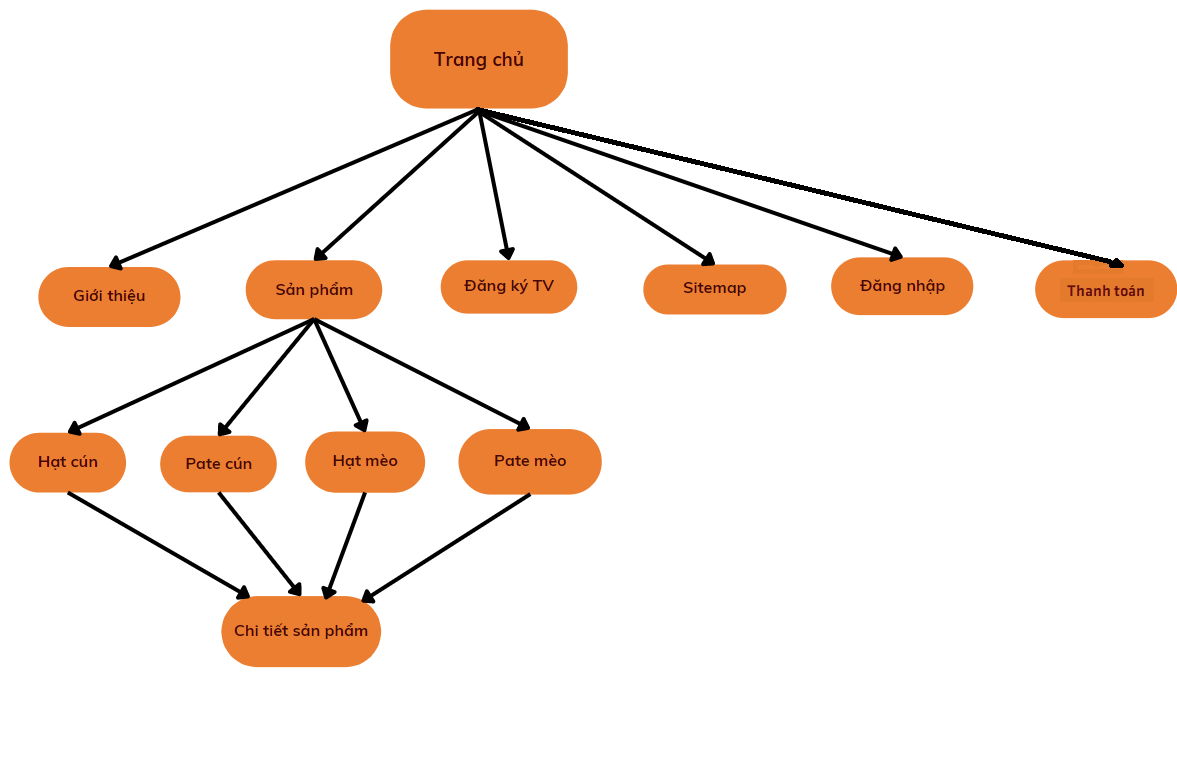 Trang chủ
Giới thiệu
Sản phẩm
Đăng ký TV
Sitemap
Đăng nhập
Thanh toán
Hạt cún
Pate cún
Hạt mèo
Pate mèo
Chi tiết sản phẩm